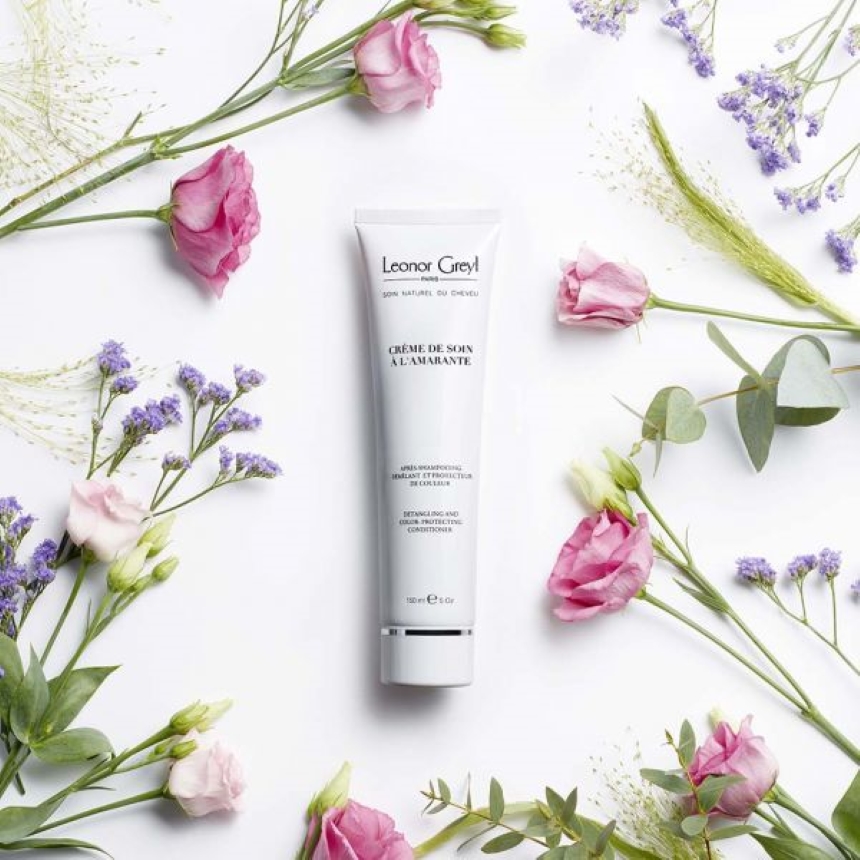 Leonor Greyl
PARIS
SOIN NATUREL DU CHEVEU
CRÈME DE SOIN
À L'AMARANTE
APRÈS-SHAMPOOING
DÉMÊLANT ET PROTECTEUR
DE COULEUR
DETANGLING AND
COLOR-PROTECTING
CONDITIONER
150 ml ℮ 5 Oz